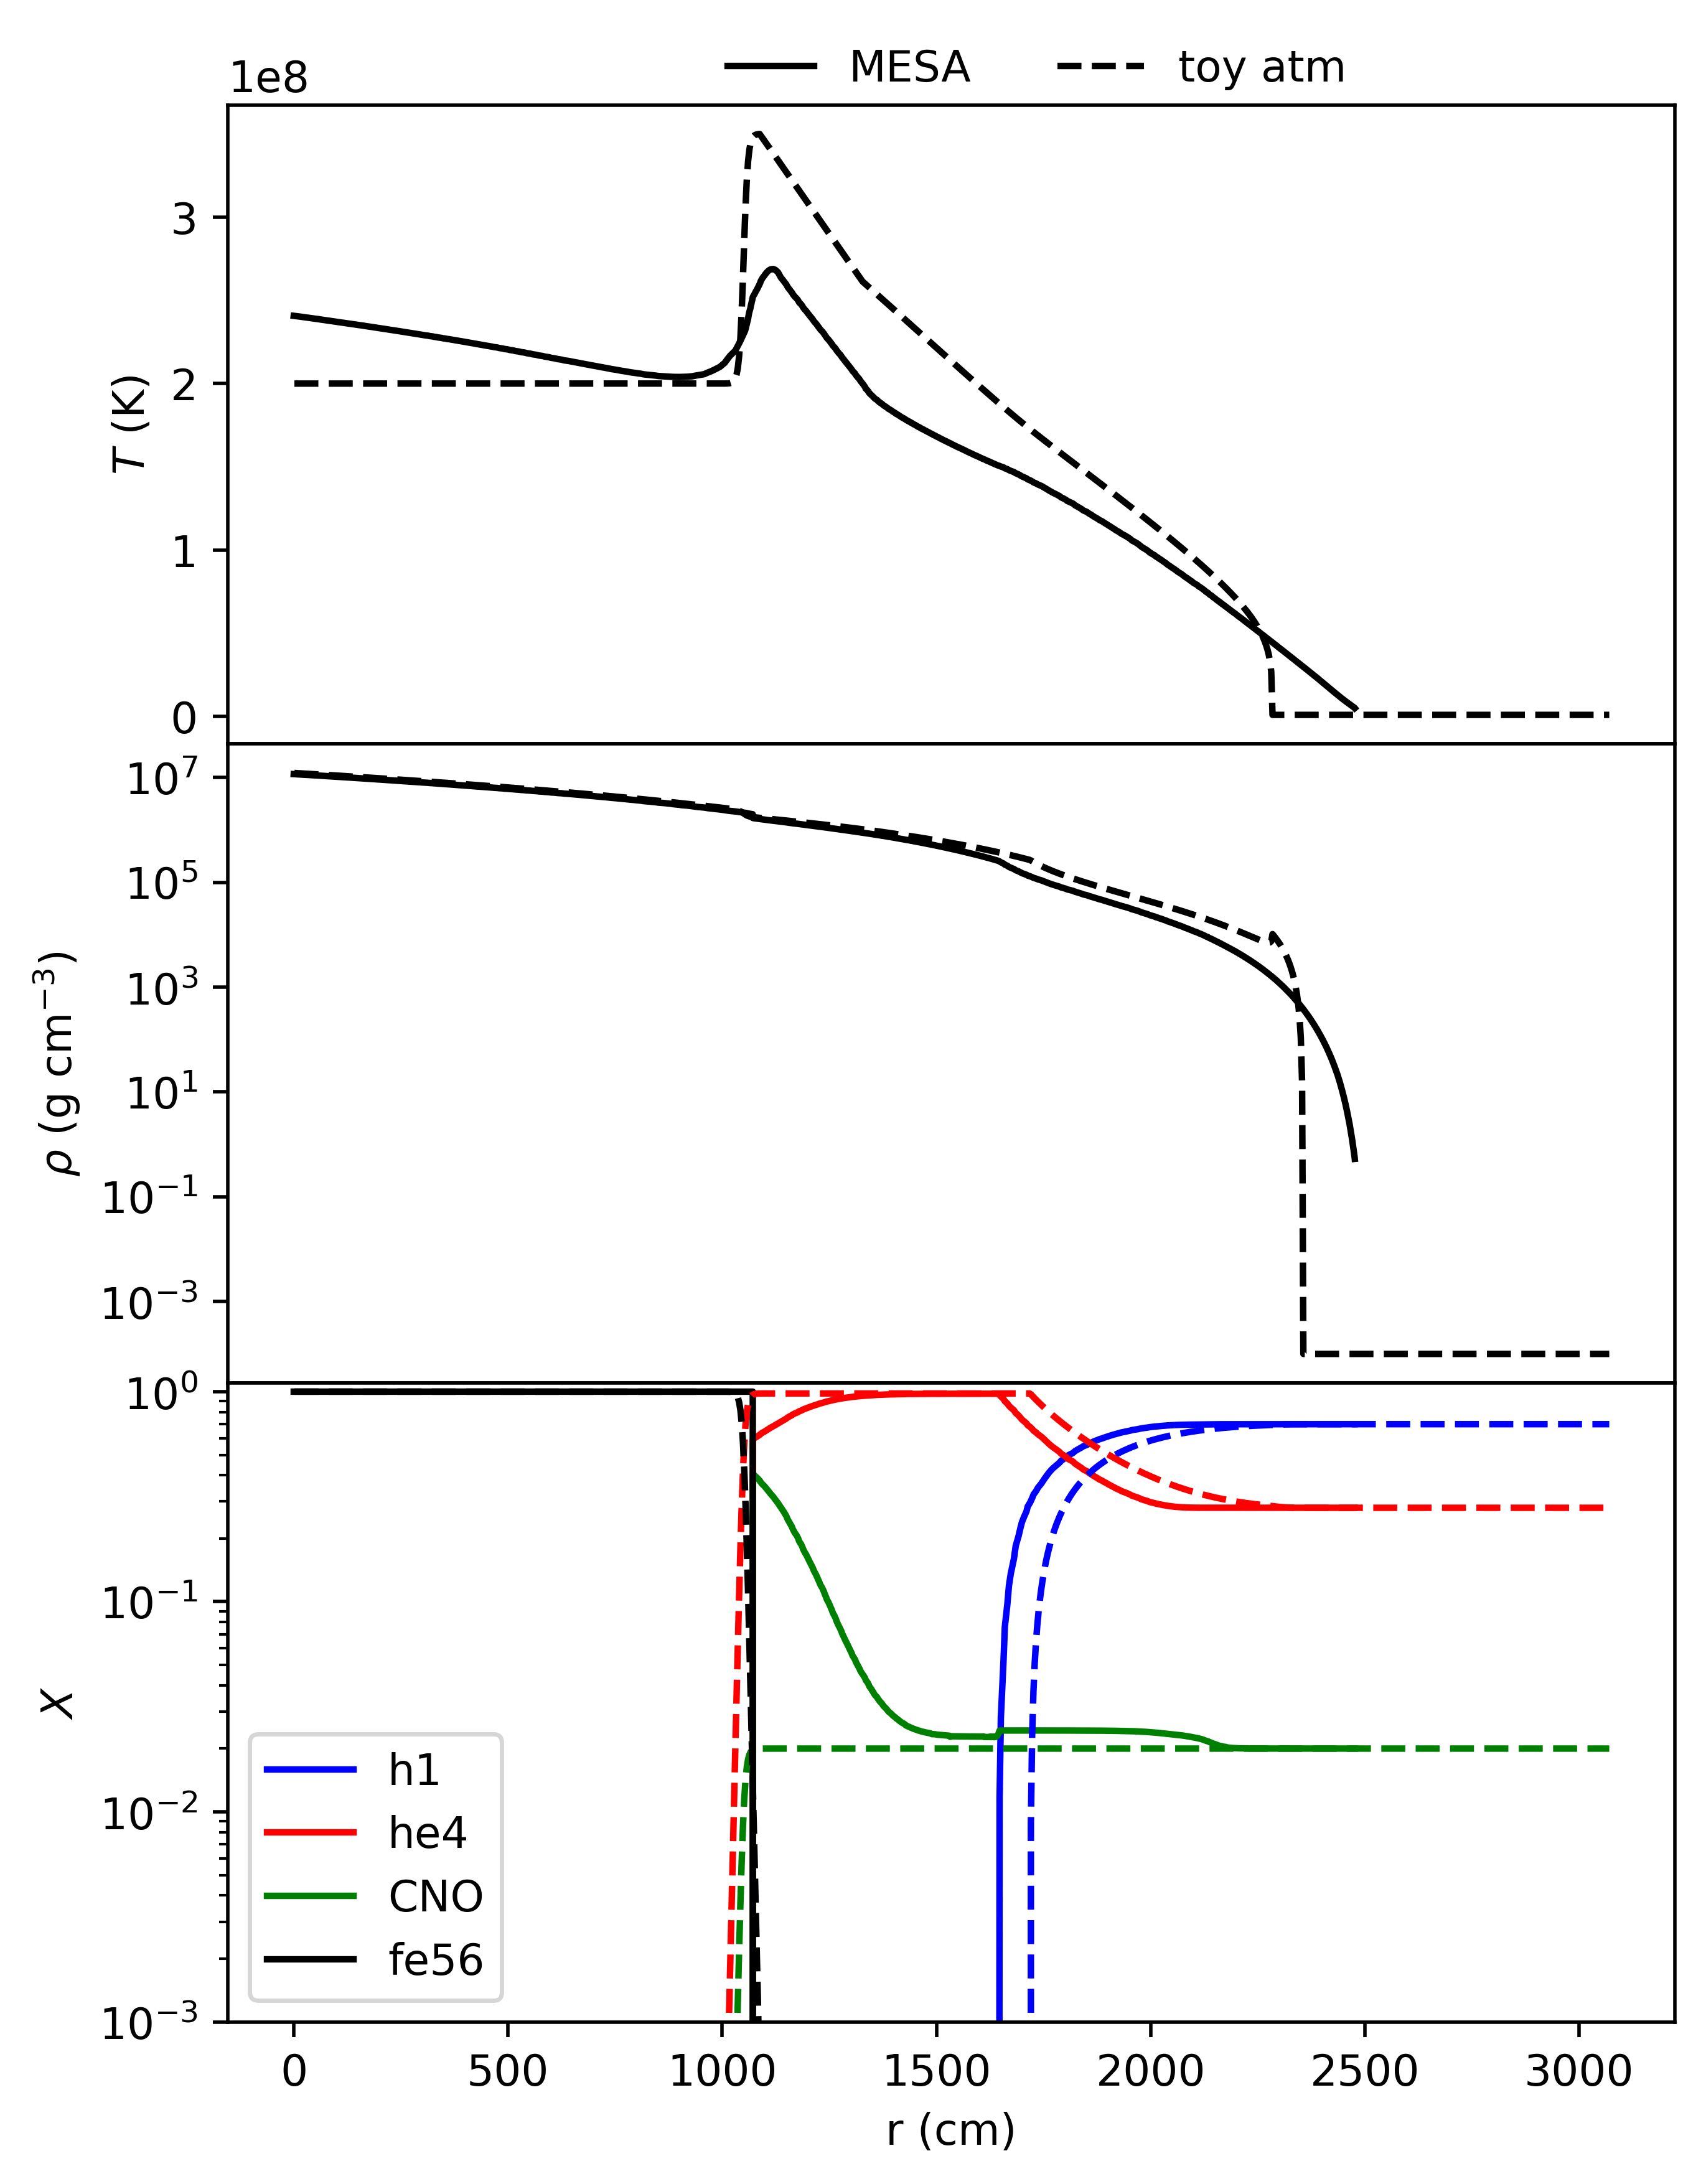 MESA toy atm
1e8
3
2
1
0
T (K)
10^7
10^5
10^3
10^1
10^−1
10^−3
ρ (g cm^−3)
10^0
10^−1
10^−2
10^−3
X
h1
he4
CNO
fe56
0 500 1000 1500 2000 2500 3000
r (cm)